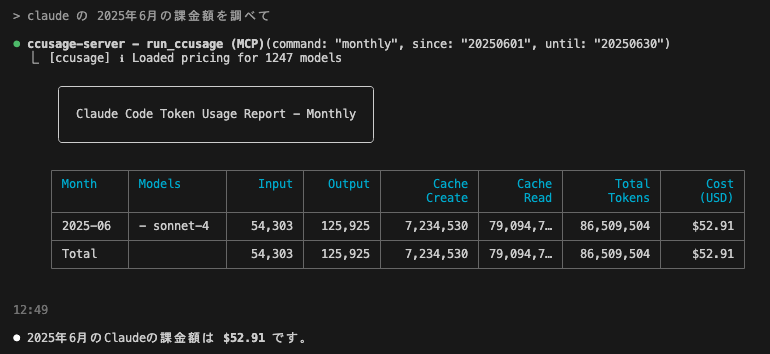 > claude の 2025年6月の課金額を調べて
● ccusage-server - run_ccusage (MCP)(command: "monthly", since: "20250601", until: "20250630")
⎿ [ccusage] ℹ Loaded pricing for 1247 models
Claude Code Token Usage Report - Monthly
Month Models Input Output Cache Create Cache Read Total Tokens Cost (USD)
2025-06 - sonnet-4 54,303 125,925 7,234,530 79,094,7… 86,509,504 $52.91
Total 54,303 125,925 7,234,530 79,094,7… 86,509,504 $52.91
12:49
● 2025年6月のClaudeの課金額は $52.91 です。